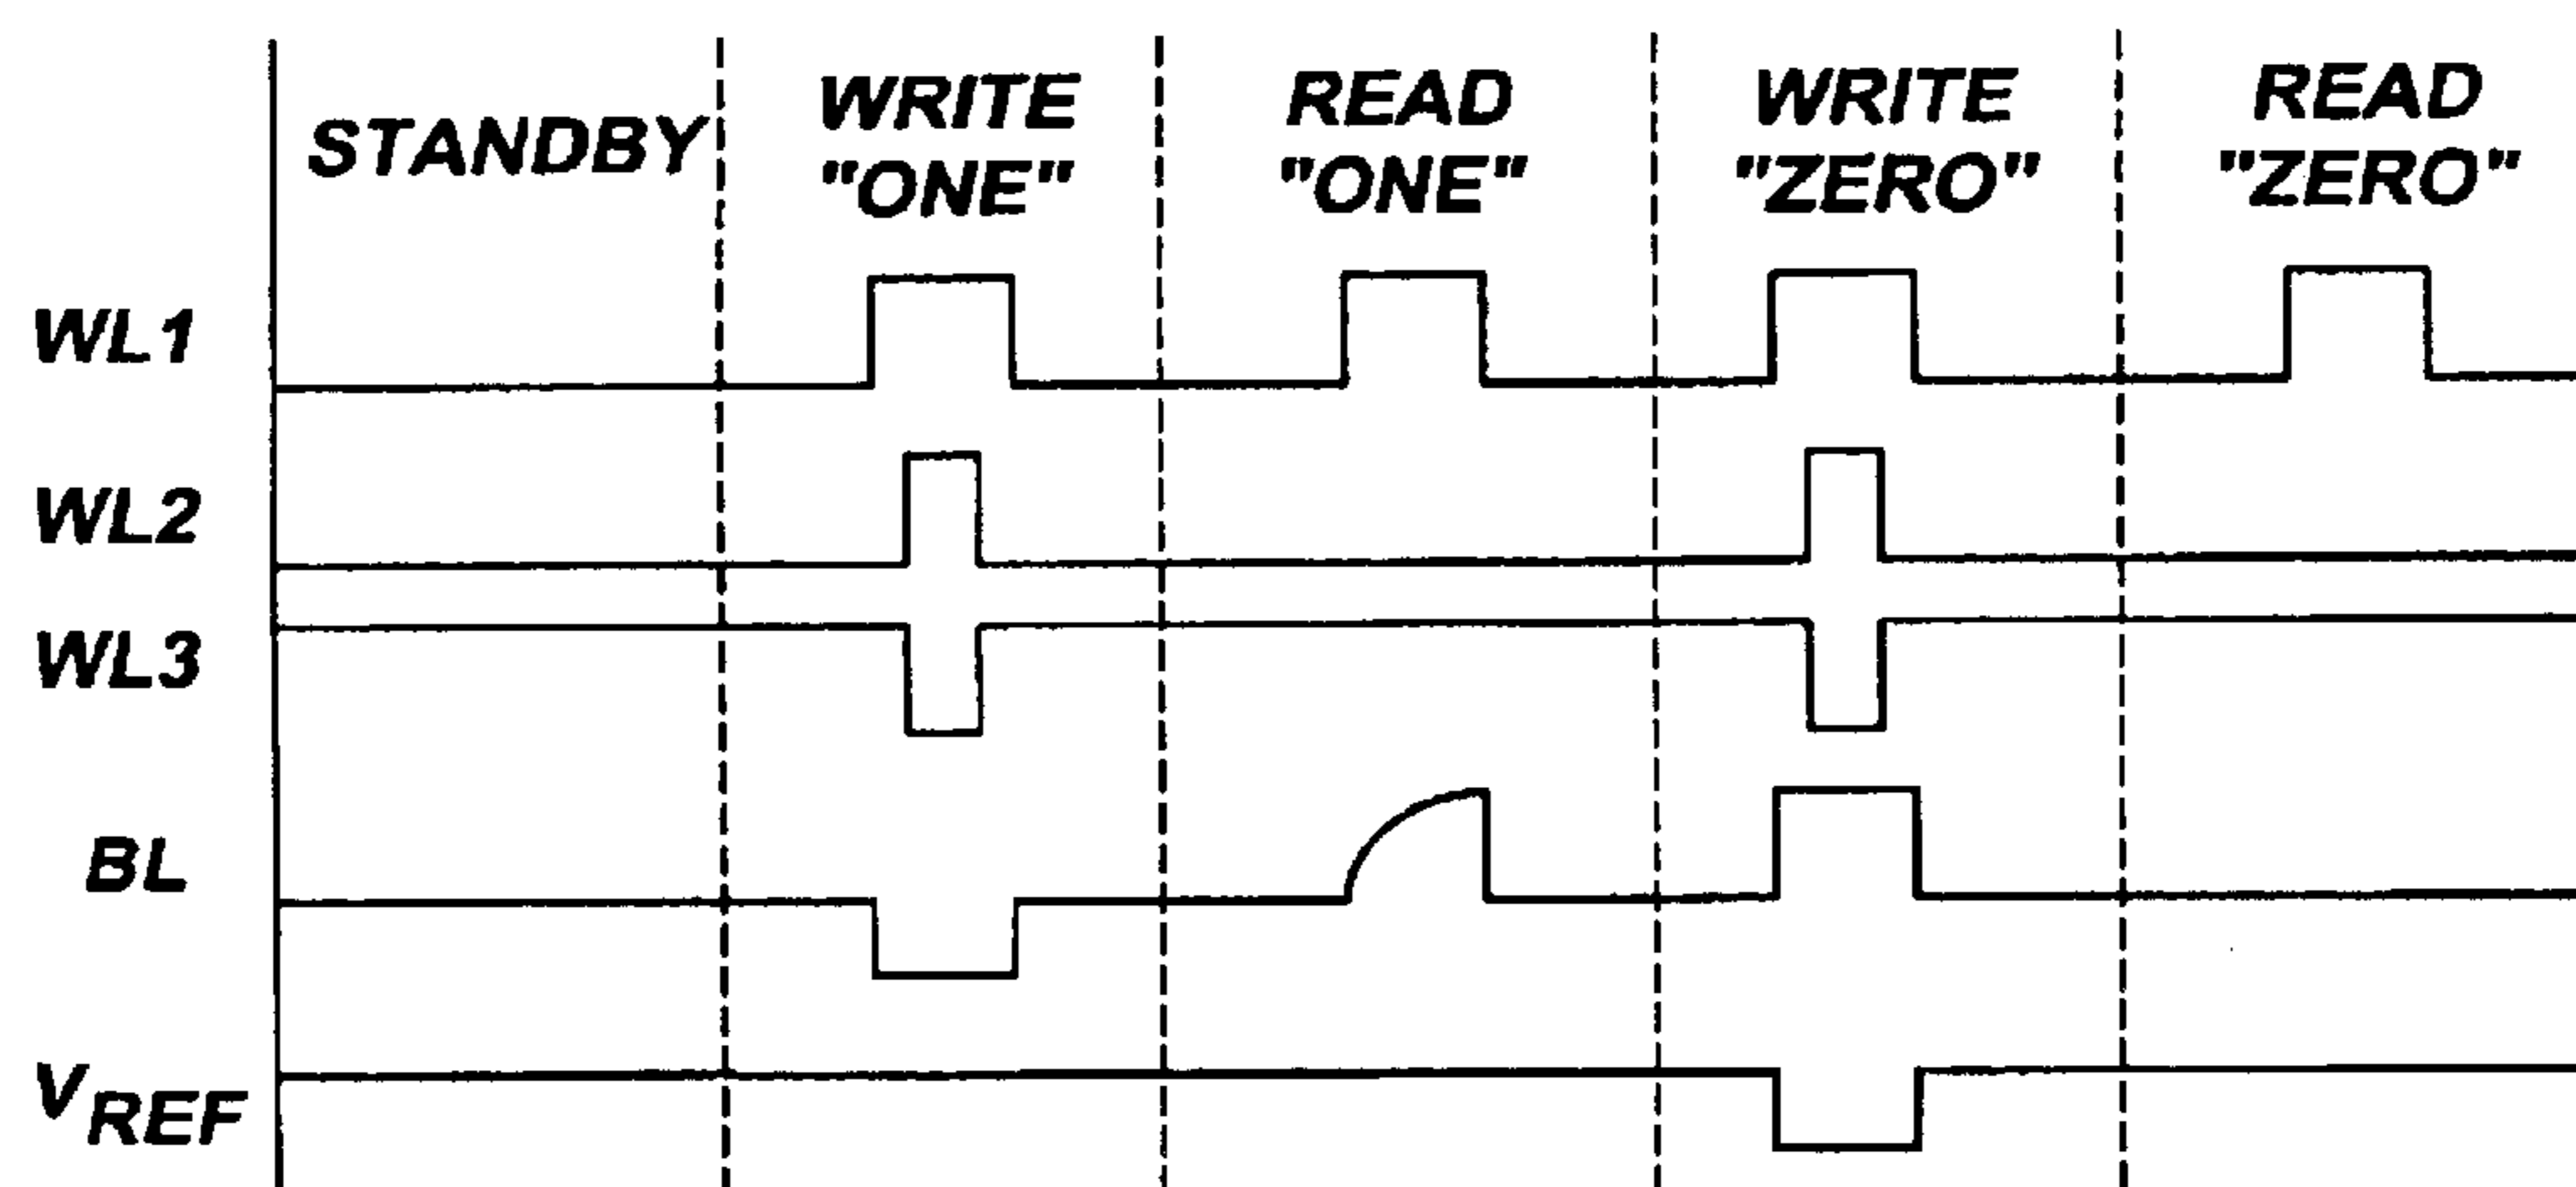 STANDBY
WRITE
"ONE"
READ
"ONE"
WRITE
"ZERO"
READ
"ZERO"
WL1
WL2
WL3
BL
VREF